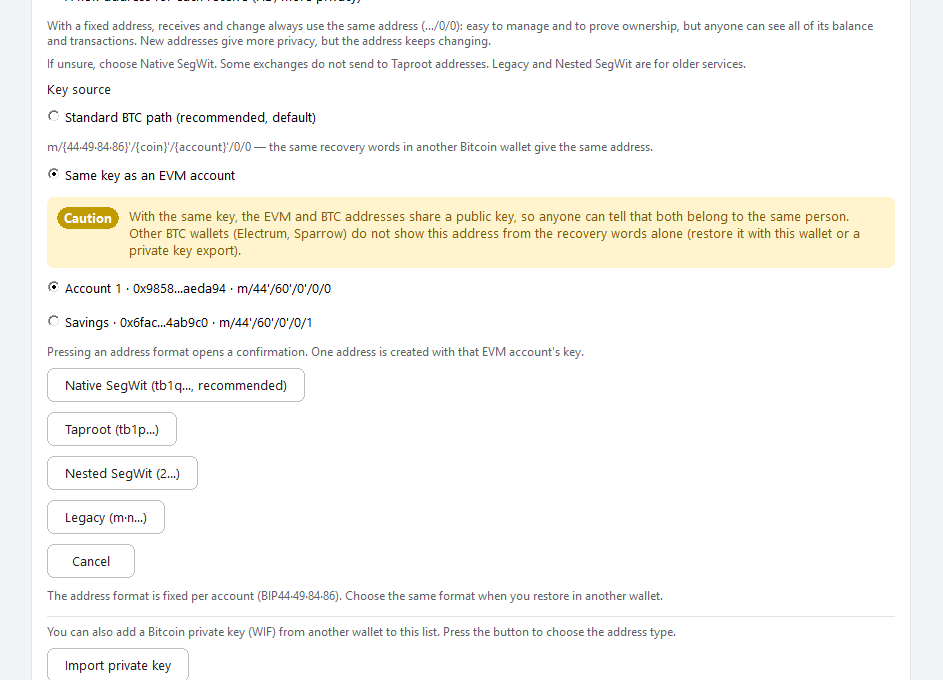 With a fixed address, receives and change always use the same address (.../0/0): easy to manage and to prove ownership, but anyone can see all of its balance
and transactions. New addresses give more privacy, but the address keeps changing.
If unsure, choose Native SegWit. Some exchanges do not send to Taproot addresses. Legacy and Nested SegWit are for older services.
Key source
Standard BTC path (recommended, default)
m/{44·49·84·86}'/{coin}'/{account}'/0/0 — the same recovery words in another Bitcoin wallet give the same address.
Same key as an EVM account
Caution
With the same key, the EVM and BTC addresses share a public key, so anyone can tell that both belong to the same person.
Other BTC wallets (Electrum, Sparrow) do not show this address from the recovery words alone (restore it with this wallet or a
private key export).
Account 1 · 0x9858...aeda94 · m/44'/60'/0'/0/0
Savings · 0x6fac...4ab9c0 · m/44'/60'/0'/0/1
Pressing an address format opens a confirmation. One address is created with that EVM account's key.
Native SegWit (tb1q..., recommended)
Taproot (tb1p...)
Nested SegWit (2...)
Legacy (m·n...)
Cancel
The address format is fixed per account (BIP44·49·84·86). Choose the same format when you restore in another wallet.
You can also add a Bitcoin private key (WIF) from another wallet to this list. Press the button to choose the address type.
Import private key